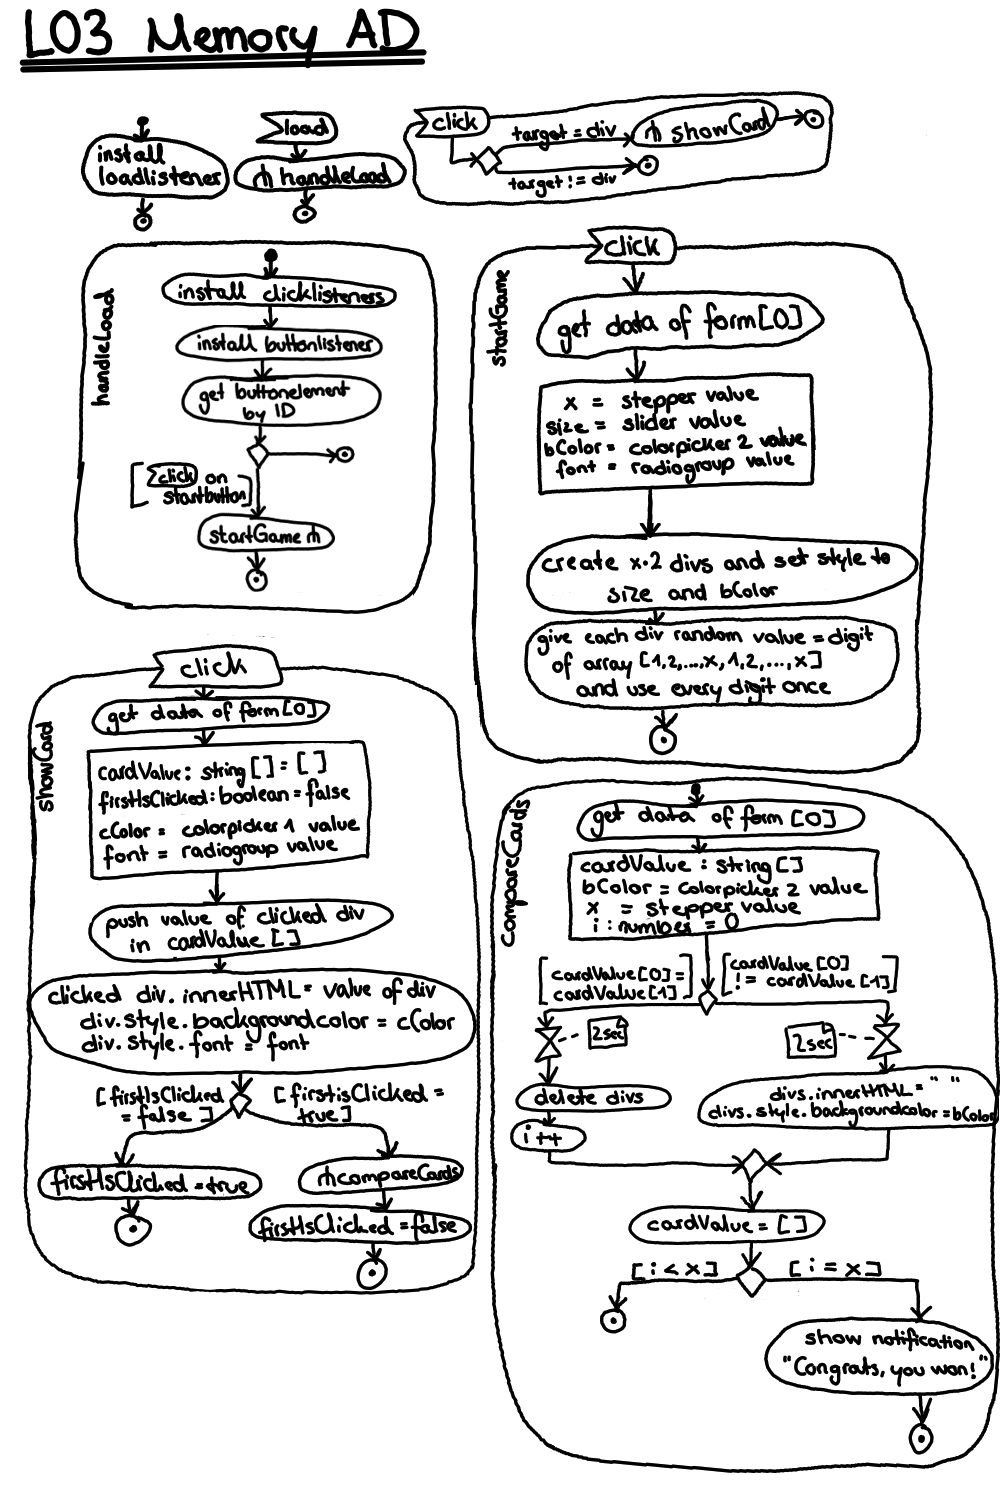 L03 Memory AD
install
loadlistener
load
handleLoad
click
target = div
showCard
target != div
handleLoad
install clicklisteners
install buttonlistener
get buttonelement
by ID
[click on
startbutton]
startGame
startGame
click
get data of form[0]
x = stepper value
size = slider value
bColor = colorpicker 2 value
font = radiogroup value
create x·2 divs and set style to
size and bColor
give each div random value = digit
of array [1,2,...,x,1,2,...,x]
and use every digit once
showCard
click
get data of form[0]
cardValue: string[] = []
firstIsClicked: boolean = false
cColor = colorpicker 1 value
font = radiogroup value
push value of clicked div
in cardValue []
clicked div.innerHTML = value of div
div.style.backgroundcolor = cColor
div.style.font = font
[firstIsClicked
= false]
[firstisClicked =
true]
firstIsClicked = true
compareCards
firstIsClicked = false
compareCards
get data of form [0]
cardValue : string[]
bColor = colorpicker 2 value
x = stepper value
i : number = 0
[cardValue[0] =
cardValue[1]]
[cardValue[0]
!= cardValue[1]]
2sec
2sec
delete divs
i++
divs.innerHTML = " "
divs.style.backgroundcolor = bColor
cardValue = []
[i < x]
[i = x]
show notification
"Congrats, you won!"